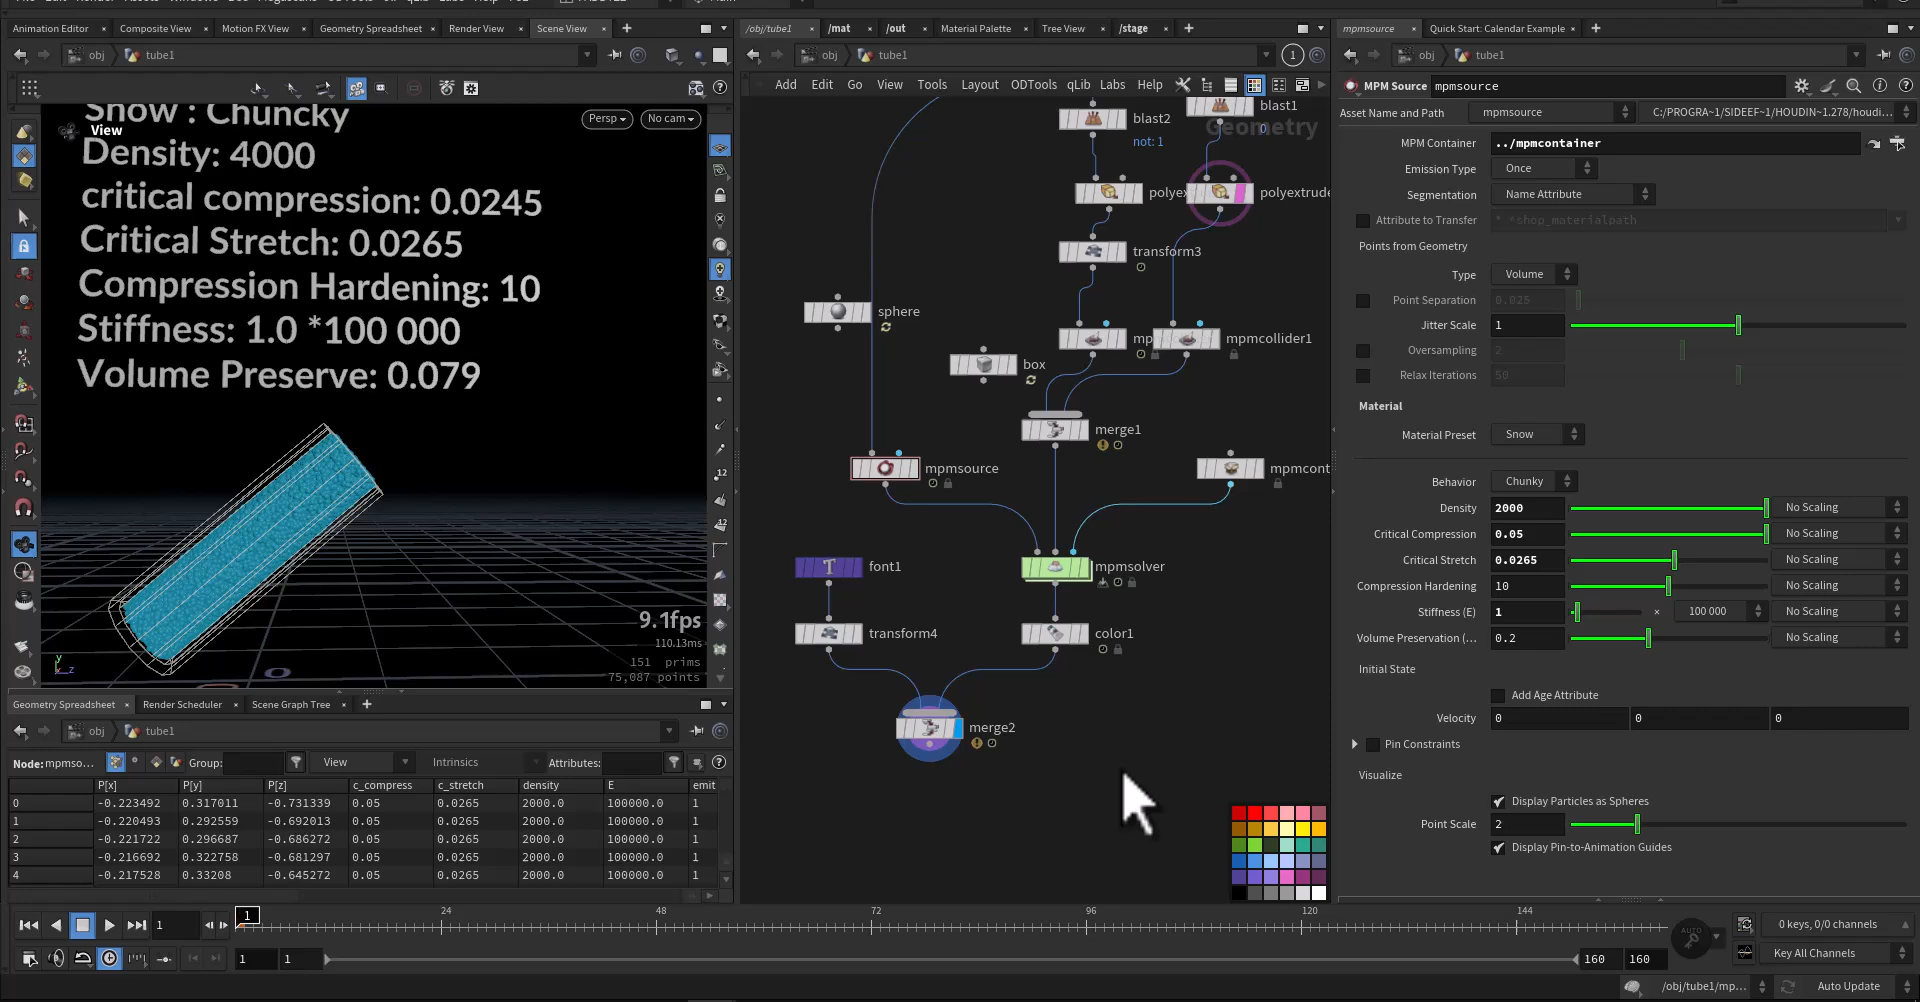 Animation Editor
Composite View
Motion FX View
Geometry Spreadsheet
Render View
Scene View
/obj/tube1
/mat
/out
Material Palette
Tree View
/stage
mpmsource
Quick Start: Calendar Example
obj
tube1
obj
tube1
1
obj
tube1
Add
Edit
Go
View
Tools
Layout
ODTools
qLib
Labs
Help
MPM Source
mpmsource
Asset Name and Path
mpmsource
C:/PROGRA~1/SIDEEF~1/HOUDIN~1.278/houdi...
Snow : Chuncky
View
Persp
No cam
Density: 4000
critical compression: 0.0245
Critical Stretch: 0.0265
Compression Hardening: 10
Stiffness: 1.0 *100 000
Volume Preserve: 0.079
9.1fps
110.13ms
151 prims
75,087 points
y
z
Geometry
blast1
0
blast2
not: 1
polyex
polyextrude
transform3
sphere
mp
mpmcollider1
box
merge1
mpmsource
mpmcont
font1
mpmsolver
transform4
color1
merge2
MPM Container
../mpmcontainer
Emission Type
Once
Segmentation
Name Attribute
Attribute to Transfer
* ^shop_materialpath
Points from Geometry
Type
Volume
Point Separation
0.025
Jitter Scale
1
Oversampling
2
Relax Iterations
50
Material
Material Preset
Snow
Behavior
Chunky
Density
2000
No Scaling
Critical Compression
0.05
No Scaling
Critical Stretch
0.0265
No Scaling
Compression Hardening
10
No Scaling
Stiffness (E)
1
×
100 000
No Scaling
Volume Preservation (...
0.2
No Scaling
Initial State
Add Age Attribute
Velocity
0
0
0
Pin Constraints
Visualize
Display Particles as Spheres
Point Scale
2
Display Pin-to-Animation Guides
Geometry Spreadsheet
Render Scheduler
Scene Graph Tree
obj
tube1
Node: mpmso...
Group:
View
Intrinsics
Attributes:
P[x] P[y] P[z] c_compress c_stretch density E emit
0 -0.223492 0.317011 -0.731339 0.05 0.0265 2000.0 100000.0 1
1 -0.220493 0.292559 -0.692013 0.05 0.0265 2000.0 100000.0 1
2 -0.221722 0.296687 -0.686272 0.05 0.0265 2000.0 100000.0 1
3 -0.216692 0.322758 -0.681297 0.05 0.0265 2000.0 100000.0 1
4 -0.217528 0.33208 -0.645272 0.05 0.0265 2000.0 100000.0 1
1
1
24
48
72
96
120
144
AUTO
0 keys, 0/0 channels
1
1
160
160
Key All Channels
/obj/tube1/mp...
Auto Update